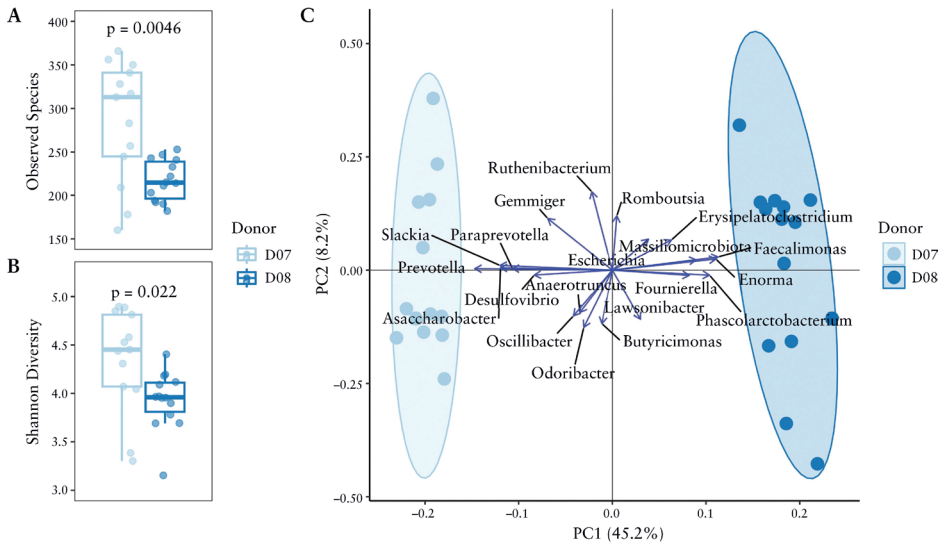 A
400
350
300
250
200
150
Observed Species
p = 0.0046
B
5.0
4.5
4.0
3.5
3.0
Shannon Diversity
p = 0.022
Donor
D07
D08
C
0.50
0.25
0.00
−0.25
−0.50
PC2 (8.2%)
Ruthenibacterium
Gemmiger
Romboutsia
Erysipelatoclostridium
Slackia
Paraprevotella
Massiliomicrobiota
Faecalimonas
Escherichia
Prevotella
Enorma
Anaerotruncus
Fournierella
Desulfovibrio
Lawsonibacter
Asaccharobacter
Phascolarctobacterium
Oscillibacter
Butyricimonas
Odoribacter
−0.2
−0.1
0.0
0.1
0.2
PC1 (45.2%)
Donor
D07
D08